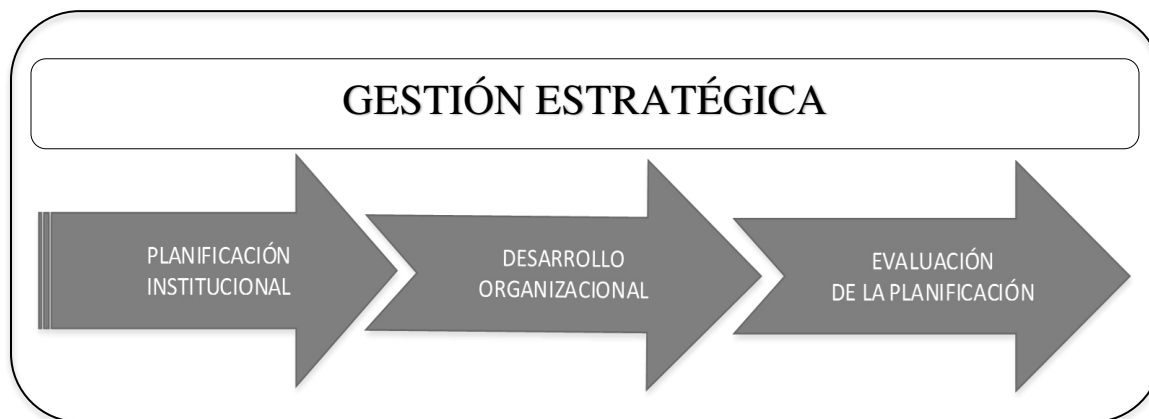 GESTIÓN ESTRATÉGICA
PLANIFICACIÓN
INSTITUCIONAL
DESARROLLO
ORGANIZACIONAL
EVALUACIÓN
DE LA PLANIFICACIÓN